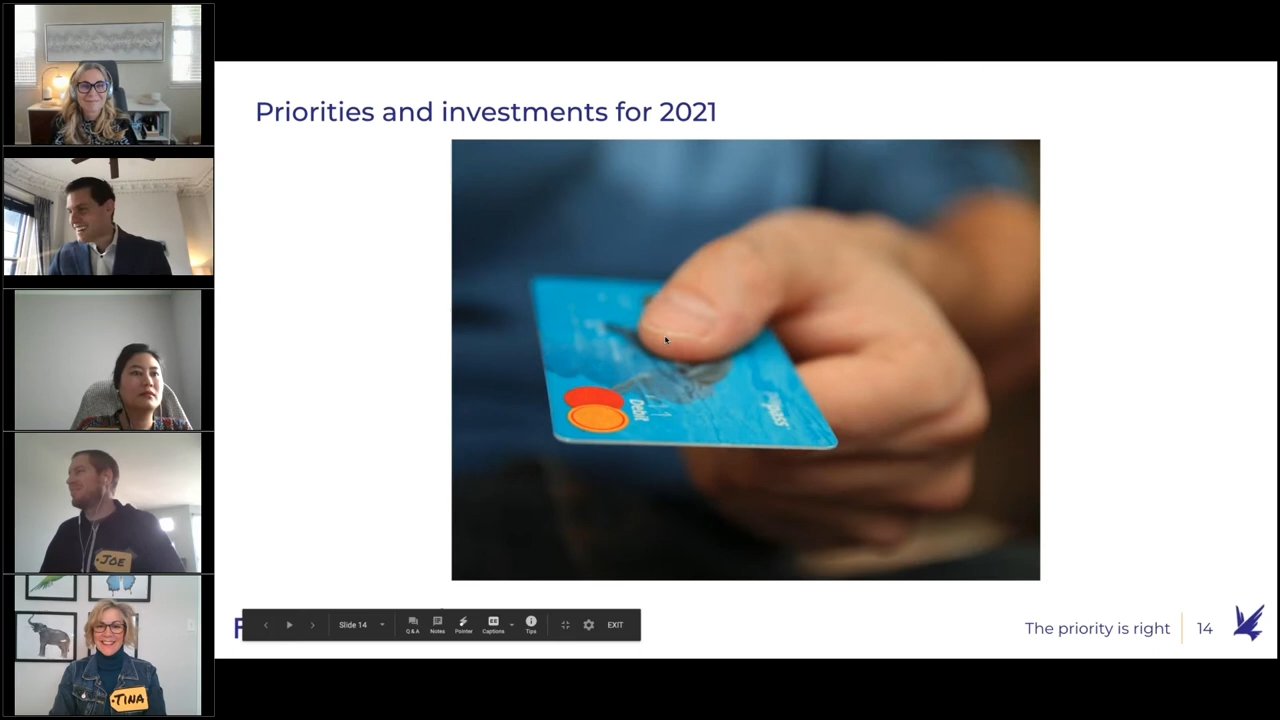 Priorities and investments for 2021
Debit
JOE
TINA
Slide 14
Q & A
Notes
Pointer
CC
Captions
Tips
EXIT
The priority is right
14